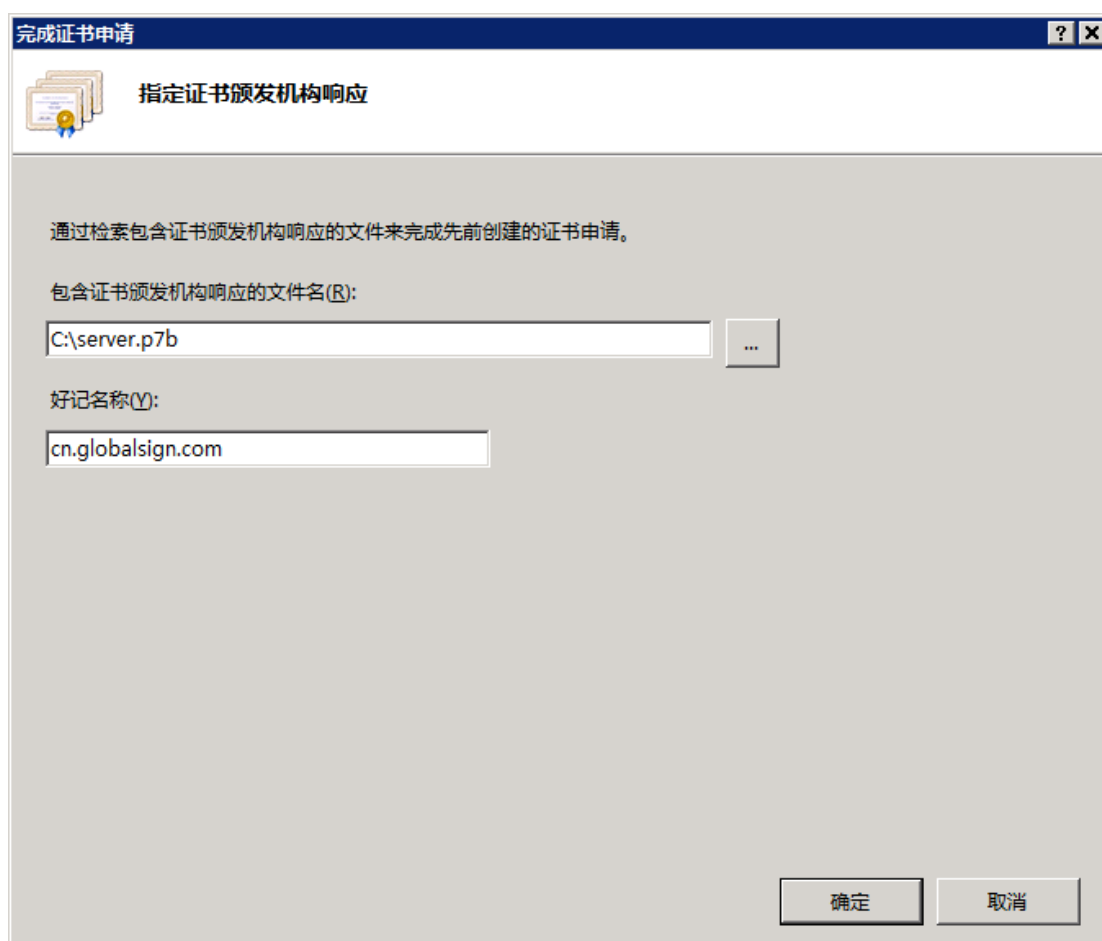 完成证书申请
指定证书颁发机构响应
通过检索包含证书颁发机构响应的文件来完成先前创建的证书申请。
包含证书颁发机构响应的文件名(R):
C:\server.p7b
...
好记名称(Y):
cn.globalsign.com
确定
取消